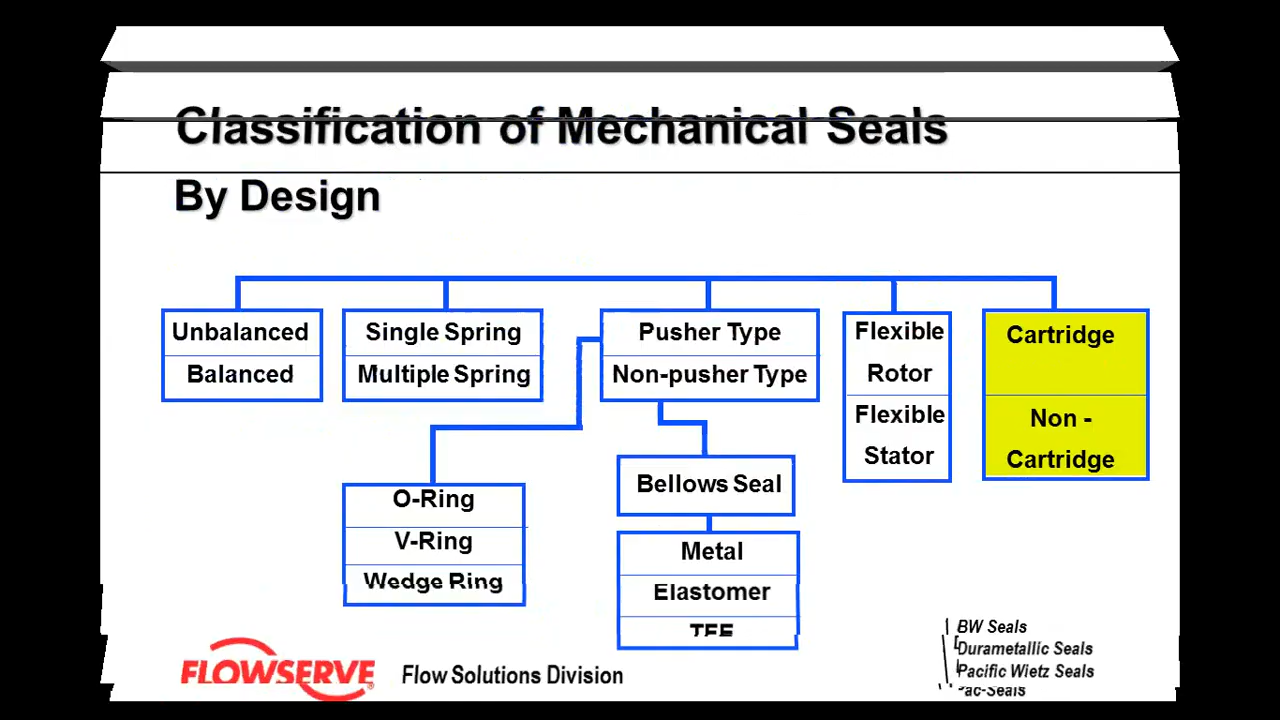 Classification of Mechanical Seals
By Design
Unbalanced
Balanced
Single Spring
Multiple Spring
Pusher Type
Non-pusher Type
Flexible
Rotor
Flexible
Stator
Cartridge
Non -
Cartridge
O-Ring
V-Ring
Wedge Ring
Bellows Seal
Metal
Elastomer
TFE
FLOWSERVE®
Flow Solutions Division
BW Seals
Durametallic Seals
Pacific Wietz Seals
Pac-Seals